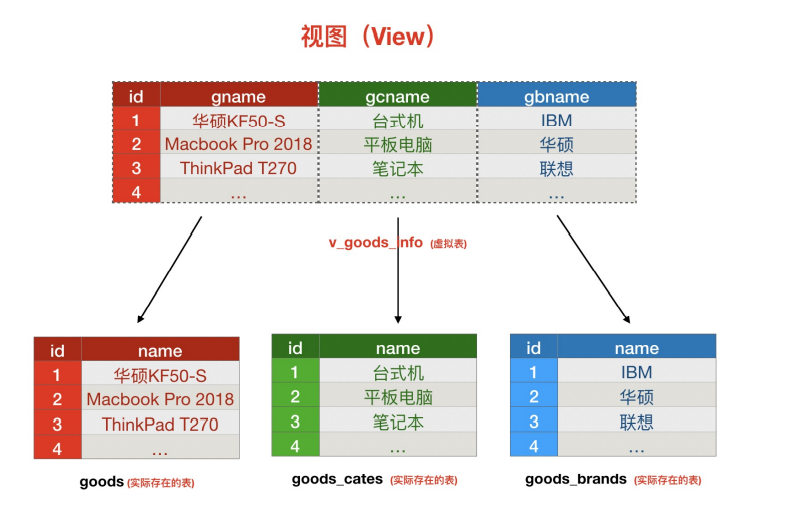 视图（View）
id gname gcname gbname
1 华硕KF50-S 台式机 IBM
2 Macbook Pro 2018 平板电脑 华硕
3 ThinkPad T270 笔记本 联想
4 ... ... ...
v_goods_info (虚拟表)
id name id name id name
1 华硕KF50-S 1 台式机 1 IBM
2 Macbook Pro 2018 2 平板电脑 2 华硕
3 ThinkPad T270 3 笔记本 3 联想
4 ... 4 ... 4 ...
goods (实际存在的表) goods_cates (实际存在的表) goods_brands (实际存在的表)